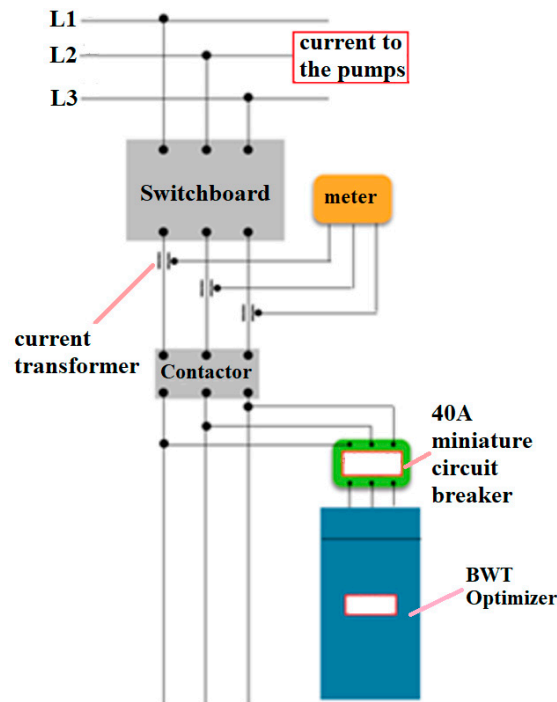 L1
L2
current to
the pumps
L3
Switchboard
meter
current
transformer
Contactor
40A
miniature
circuit
breaker
BWT
Optimizer